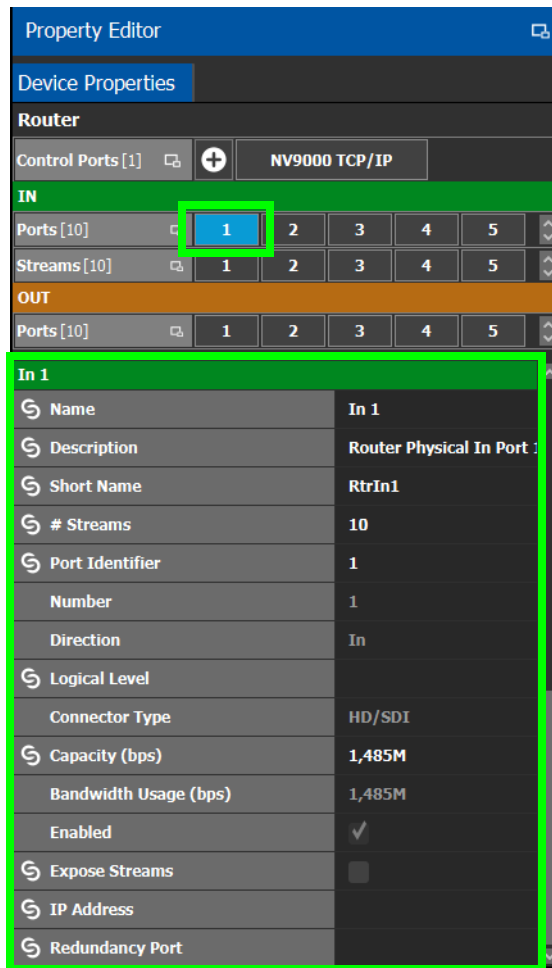 Property Editor
Device Properties
Router
Control Ports [1] NV9000 TCP/IP
IN
Ports [10] 1 2 3 4 5
Streams [10] 1 2 3 4 5
OUT
Ports [10] 1 2 3 4 5
In 1
Name In 1
Description Router Physical In Port 1
Short Name RtrIn1
# Streams 10
Port Identifier 1
Number 1
Direction In
Logical Level
Connector Type HD/SDI
Capacity (bps) 1,485M
Bandwidth Usage (bps) 1,485M
Enabled
Expose Streams
IP Address
Redundancy Port